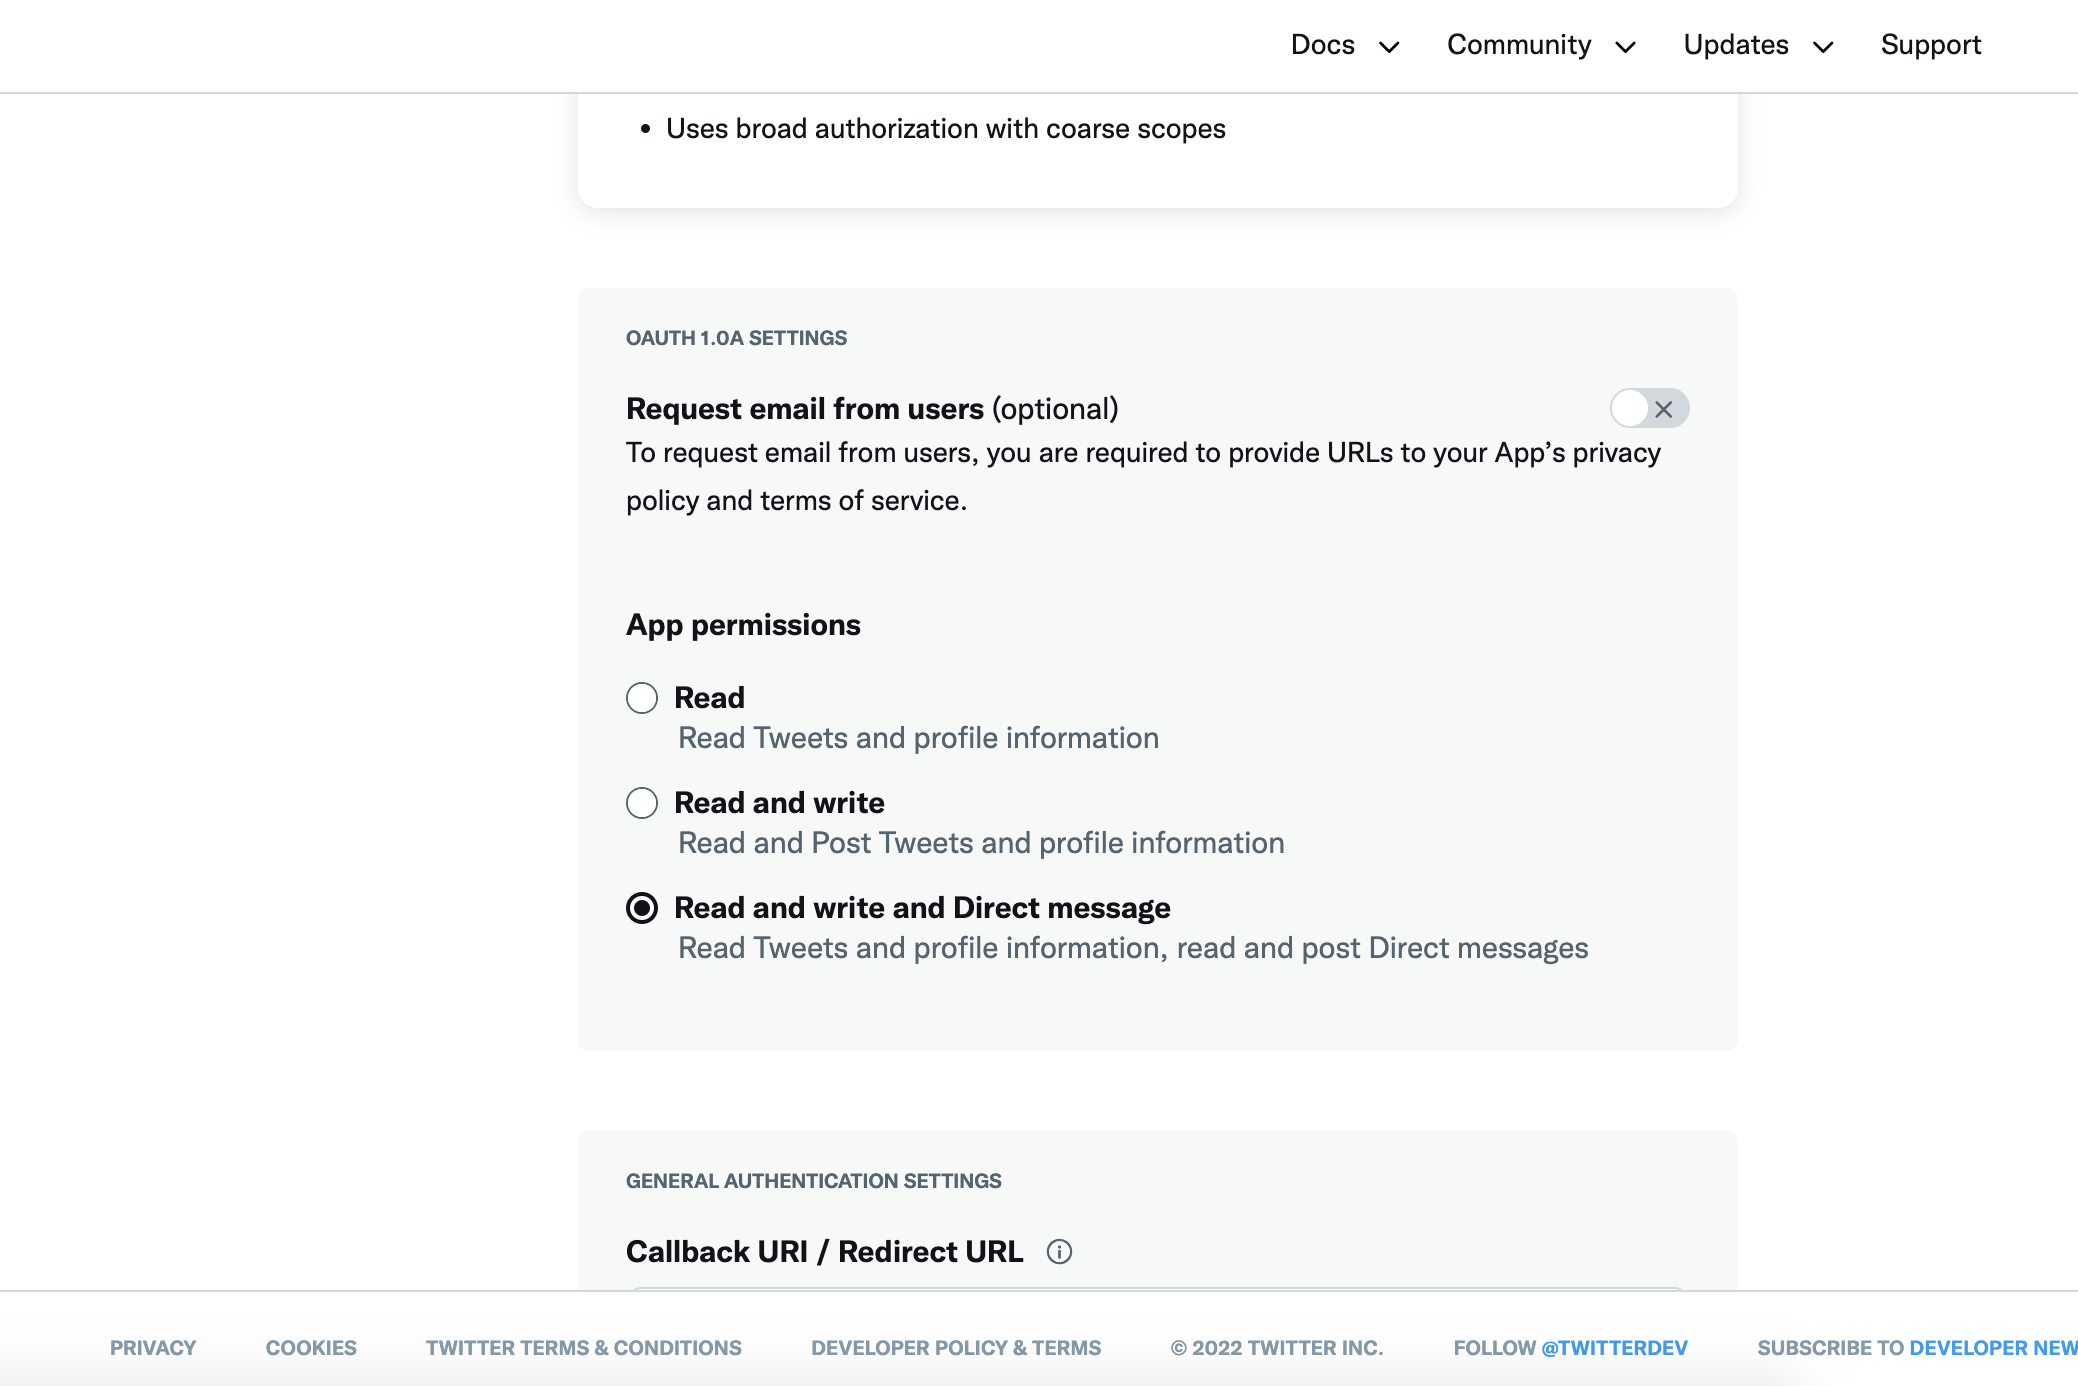 Docs Community Updates Support
• Uses broad authorization with coarse scopes
OAUTH 1.0A SETTINGS
Request email from users (optional)
To request email from users, you are required to provide URLs to your App’s privacy
policy and terms of service.
App permissions
Read
Read Tweets and profile information
Read and write
Read and Post Tweets and profile information
Read and write and Direct message
Read Tweets and profile information, read and post Direct messages
GENERAL AUTHENTICATION SETTINGS
Callback URI / Redirect URL
PRIVACY COOKIES TWITTER TERMS & CONDITIONS DEVELOPER POLICY & TERMS © 2022 TWITTER INC. FOLLOW @TWITTERDEV SUBSCRIBE TO DEVELOPER NEW